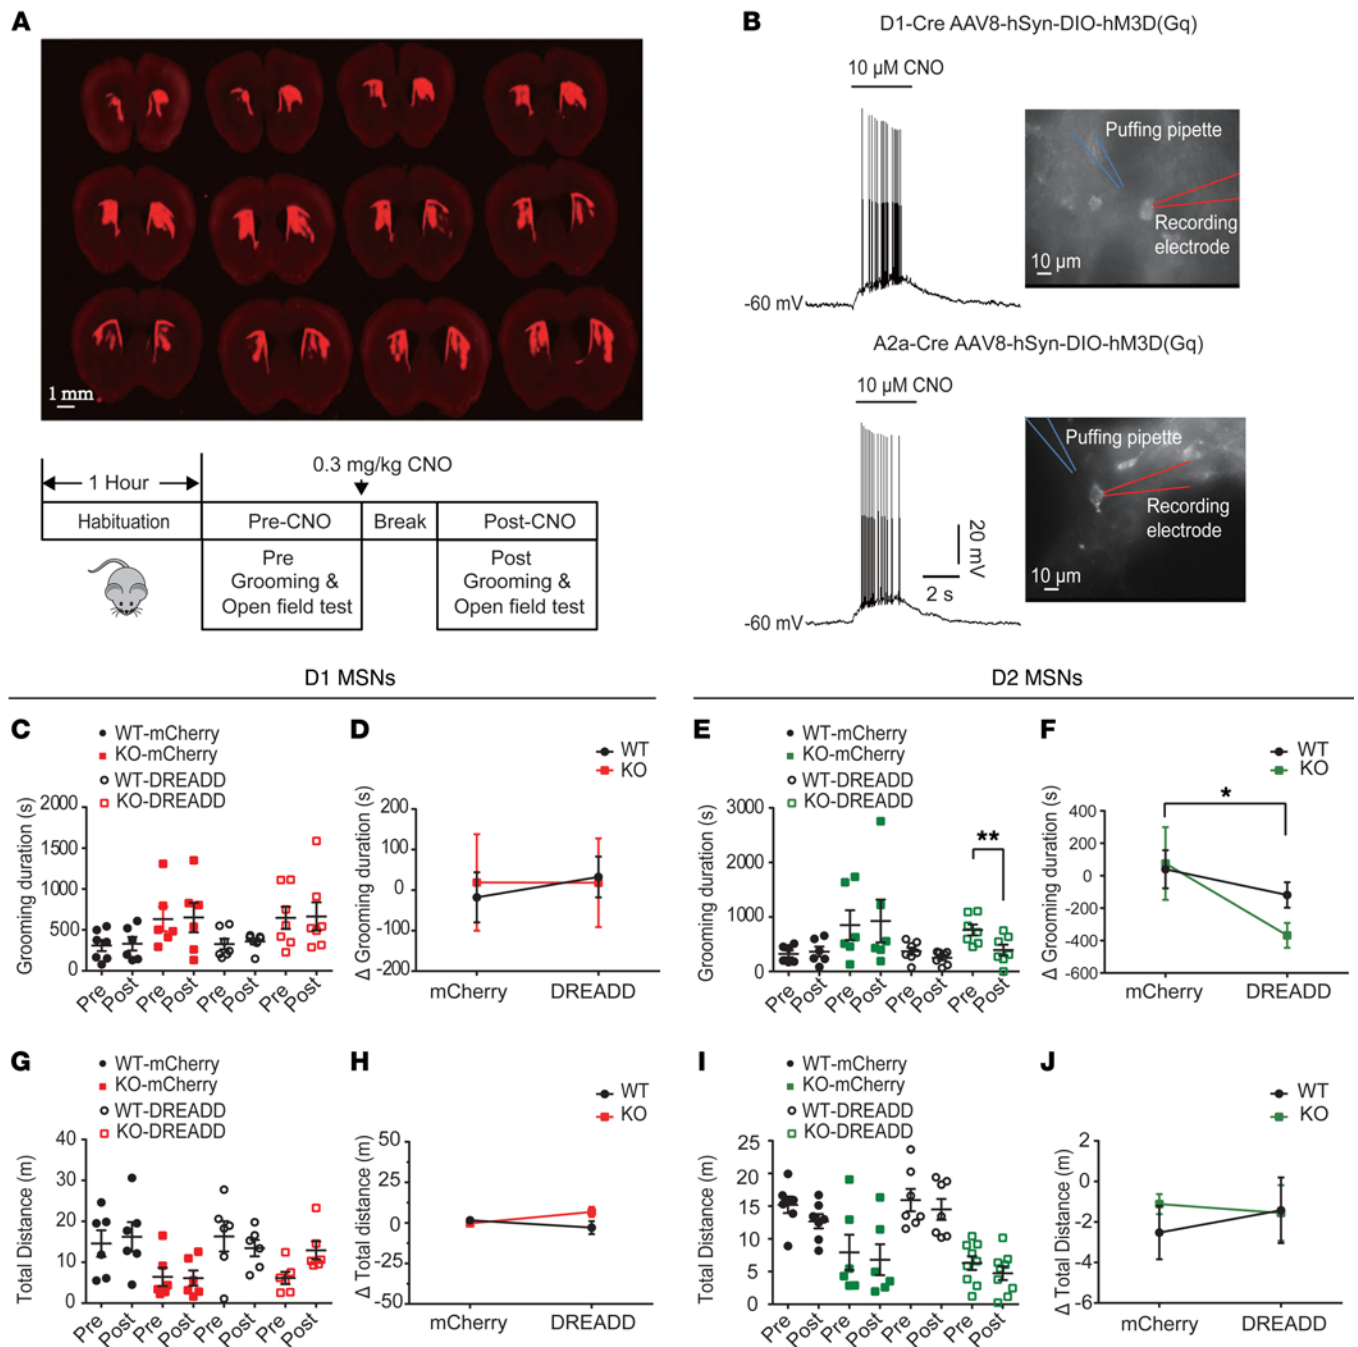 A
1 mm
1 Hour
0.3 mg/kg CNO
Habituation
Pre-CNO
Break
Post-CNO
Pre
Grooming &
Open field test
Post
Grooming &
Open field test
B
D1-Cre AAV8-hSyn-DIO-hM3D(Gq)
10 µM CNO
-60 mV
Puffing pipette
Recording
electrode
10 µm
A2a-Cre AAV8-hSyn-DIO-hM3D(Gq)
10 µM CNO
-60 mV
20 mV
2 s
Puffing pipette
Recording
electrode
10 µm
D1 MSNs
D2 MSNs
C
WT-mCherry
KO-mCherry
WT-DREADD
KO-DREADD
Grooming duration (s)
2000
1500
1000
500
0
Pre
Post
Pre
Post
Pre
Post
Pre
Post
D
WT
KO
Δ Grooming duration (s)
200
100
0
-100
-200
mCherry
DREADD
E
WT-mCherry
KO-mCherry
WT-DREADD
KO-DREADD
Grooming duration (s)
3000
2000
1000
0
**
Pre
Post
Pre
Post
Pre
Post
Pre
Post
F
WT
KO
Δ Grooming duration (s)
400
200
0
-200
-400
-600
*
mCherry
DREADD
G
WT-mCherry
KO-mCherry
WT-DREADD
KO-DREADD
Total Distance (m)
40
30
20
10
0
Pre
Post
Pre
Post
Pre
Post
Pre
Post
H
WT
KO
Δ Total distance (m)
50
25
0
-25
-50
mCherry
DREADD
I
WT-mCherry
KO-mCherry
WT-DREADD
KO-DREADD
Total Distance (m)
25
20
15
10
5
0
Pre
Post
Pre
Post
Pre
Post
Pre
Post
J
WT
KO
Δ Total Distance (m)
2
0
-2
-4
-6
mCherry
DREADD